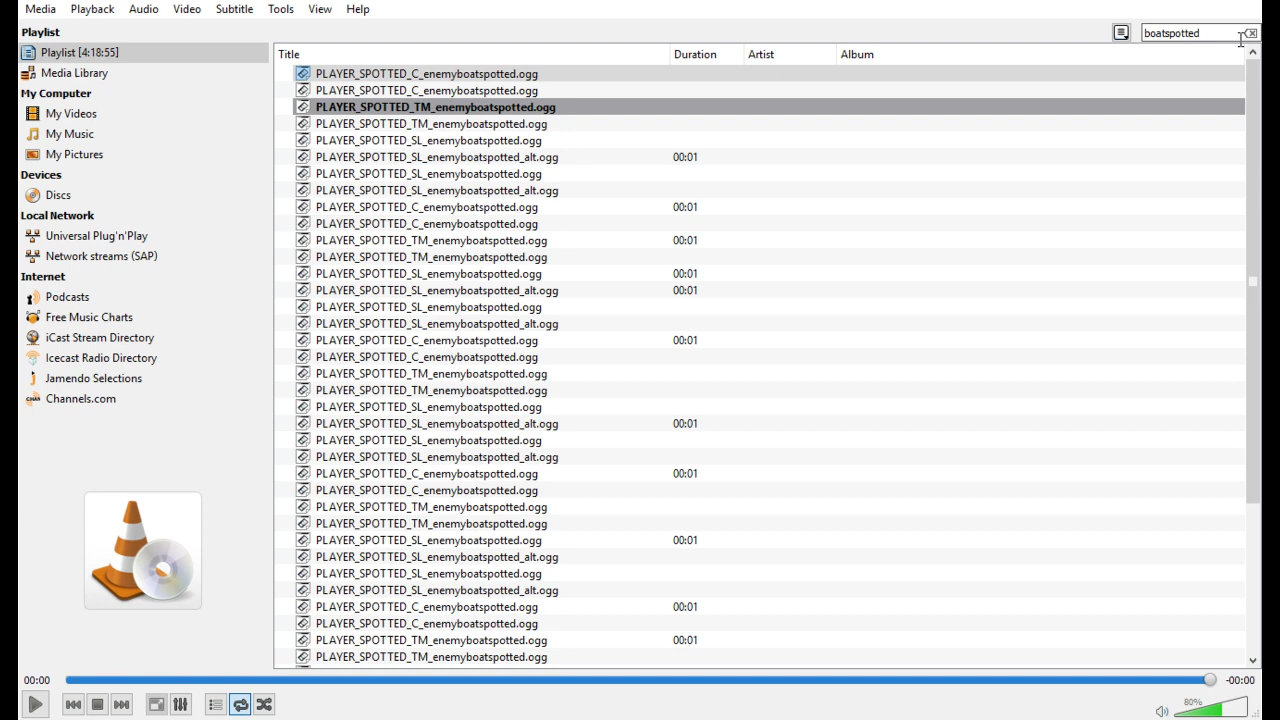 Media Playback Audio Video Subtitle Tools View Help
Playlist
boatspotted
Playlist [4:18:55]
Media Library
My Computer
My Videos
My Music
My Pictures
Devices
Discs
Local Network
Universal Plug'n'Play
Network streams (SAP)
Internet
Podcasts
Free Music Charts
iCast Stream Directory
Icecast Radio Directory
Jamendo Selections
Channels.com
Title Duration Artist Album
PLAYER_SPOTTED_C_enemyboatspotted.ogg
PLAYER_SPOTTED_C_enemyboatspotted.ogg
PLAYER_SPOTTED_TM_enemyboatspotted.ogg
PLAYER_SPOTTED_TM_enemyboatspotted.ogg
PLAYER_SPOTTED_SL_enemyboatspotted.ogg
PLAYER_SPOTTED_SL_enemyboatspotted_alt.ogg 00:01
PLAYER_SPOTTED_SL_enemyboatspotted.ogg
PLAYER_SPOTTED_SL_enemyboatspotted_alt.ogg
PLAYER_SPOTTED_C_enemyboatspotted.ogg 00:01
PLAYER_SPOTTED_C_enemyboatspotted.ogg
PLAYER_SPOTTED_TM_enemyboatspotted.ogg 00:01
PLAYER_SPOTTED_TM_enemyboatspotted.ogg
PLAYER_SPOTTED_SL_enemyboatspotted.ogg 00:01
PLAYER_SPOTTED_SL_enemyboatspotted_alt.ogg 00:01
PLAYER_SPOTTED_SL_enemyboatspotted.ogg
PLAYER_SPOTTED_SL_enemyboatspotted_alt.ogg
PLAYER_SPOTTED_C_enemyboatspotted.ogg 00:01
PLAYER_SPOTTED_C_enemyboatspotted.ogg
PLAYER_SPOTTED_TM_enemyboatspotted.ogg
PLAYER_SPOTTED_TM_enemyboatspotted.ogg
PLAYER_SPOTTED_SL_enemyboatspotted.ogg
PLAYER_SPOTTED_SL_enemyboatspotted_alt.ogg 00:01
PLAYER_SPOTTED_SL_enemyboatspotted.ogg
PLAYER_SPOTTED_SL_enemyboatspotted_alt.ogg
PLAYER_SPOTTED_C_enemyboatspotted.ogg 00:01
PLAYER_SPOTTED_C_enemyboatspotted.ogg
PLAYER_SPOTTED_TM_enemyboatspotted.ogg
PLAYER_SPOTTED_TM_enemyboatspotted.ogg
PLAYER_SPOTTED_SL_enemyboatspotted.ogg 00:01
PLAYER_SPOTTED_SL_enemyboatspotted_alt.ogg
PLAYER_SPOTTED_SL_enemyboatspotted.ogg
PLAYER_SPOTTED_SL_enemyboatspotted_alt.ogg
PLAYER_SPOTTED_C_enemyboatspotted.ogg 00:01
PLAYER_SPOTTED_C_enemyboatspotted.ogg
PLAYER_SPOTTED_TM_enemyboatspotted.ogg 00:01
PLAYER_SPOTTED_TM_enemyboatspotted.ogg
00:00 -00:00
80%